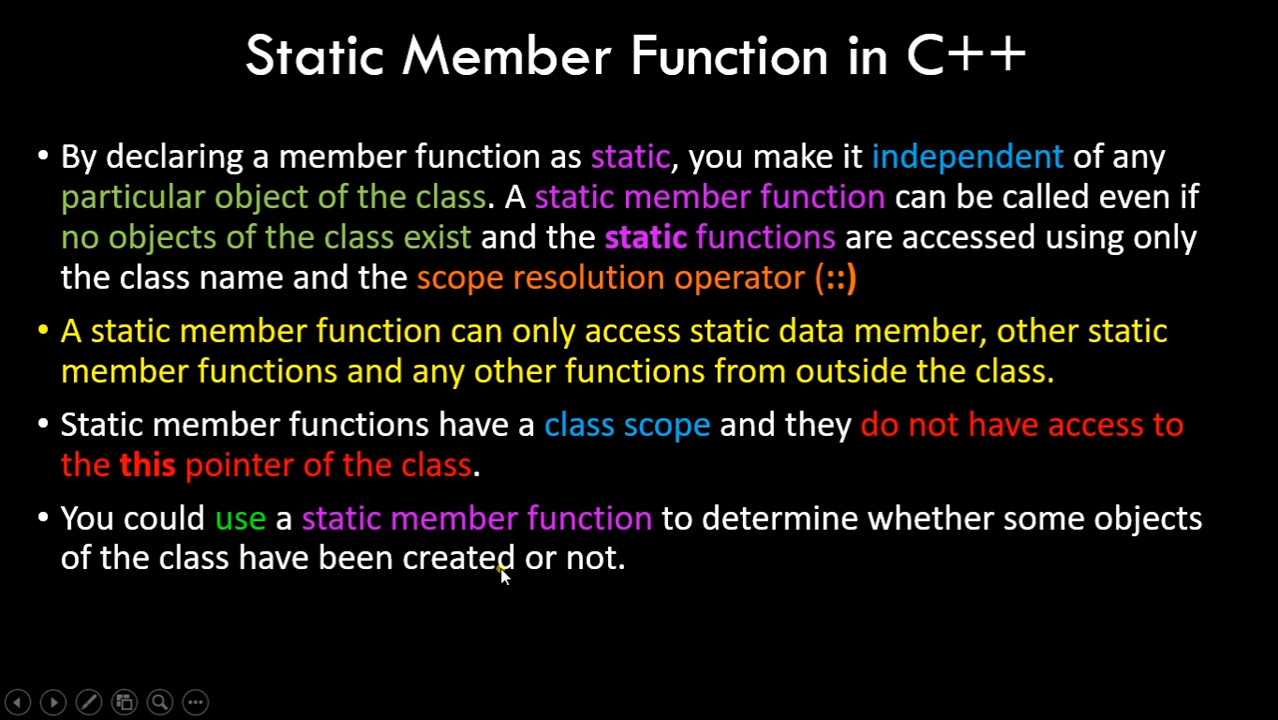 Static Member Function in C++
• By declaring a member function as static, you make it independent of any
particular object of the class. A static member function can be called even if
no objects of the class exist and the static functions are accessed using only
the class name and the scope resolution operator (::)
• A static member function can only access static data member, other static
member functions and any other functions from outside the class.
• Static member functions have a class scope and they do not have access to
the this pointer of the class.
• You could use a static member function to determine whether some objects
of the class have been created or not.